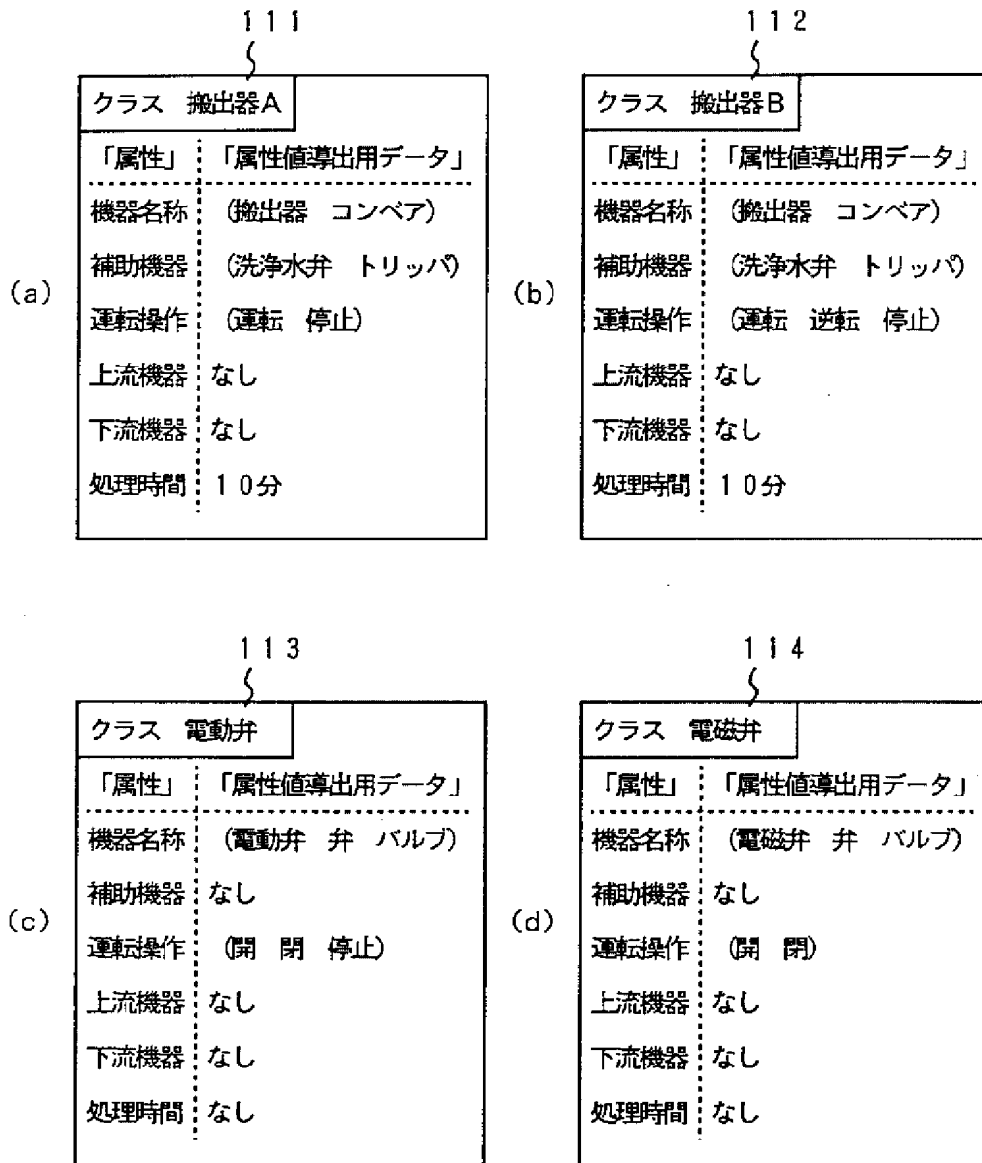 111
クラス 搬出器A
「属性」 「属性値導出用データ」
機器名称 (搬出器 コンベア)
補助機器 (洗浄水弁 トリッパ)
運転操作 (運転 停止)
上流機器 なし
下流機器 なし
処理時間 10分
(a)
112
クラス 搬出器B
「属性」 「属性値導出用データ」
機器名称 (搬出器 コンベア)
補助機器 (洗浄水弁 トリッパ)
運転操作 (運転 逆転 停止)
上流機器 なし
下流機器 なし
処理時間 10分
(b)
113
クラス 電動弁
「属性」 「属性値導出用データ」
機器名称 (電動弁 弁 バルブ)
補助機器 なし
運転操作 (開 閉 停止)
上流機器 なし
下流機器 なし
処理時間 なし
(c)
114
クラス 電磁弁
「属性」 「属性値導出用データ」
機器名称 (電磁弁 弁 バルブ)
補助機器 なし
運転操作 (開 閉)
上流機器 なし
下流機器 なし
処理時間 なし
(d)